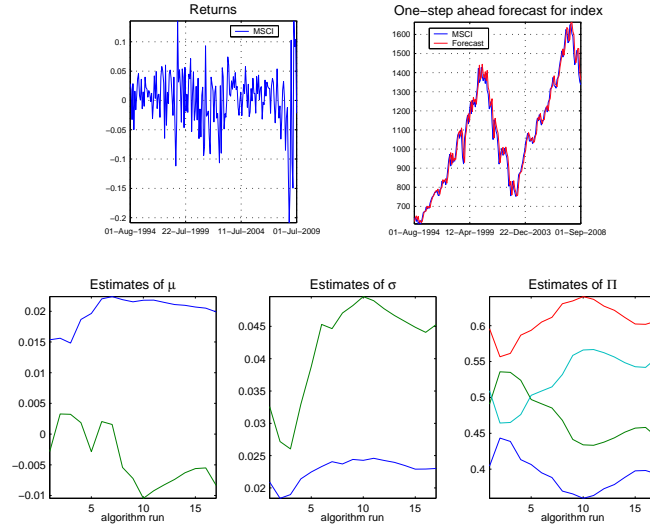 Returns
MSCI
0.1
0.05
0
−0.05
−0.1
−0.15
−0.2
01−Aug−1994 22−Jul−1999 11−Jul−2004 01−Jul−2009
One−step ahead forecast for index
MSCI
Forecast
1600
1500
1400
1300
1200
1100
1000
900
800
700
01−Aug−1994 12−Apr−1999 22−Dec−2003 01−Sep−2008
Estimates of μ
0.02
0.015
0.01
0.005
0
−0.005
−0.01
5 10 15
algorithm run
Estimates of σ
0.045
0.04
0.035
0.03
0.025
0.02
5 10 15
algorithm run
Estimates of Π
0.6
0.55
0.5
0.45
0.4
5 10 15
algorithm run